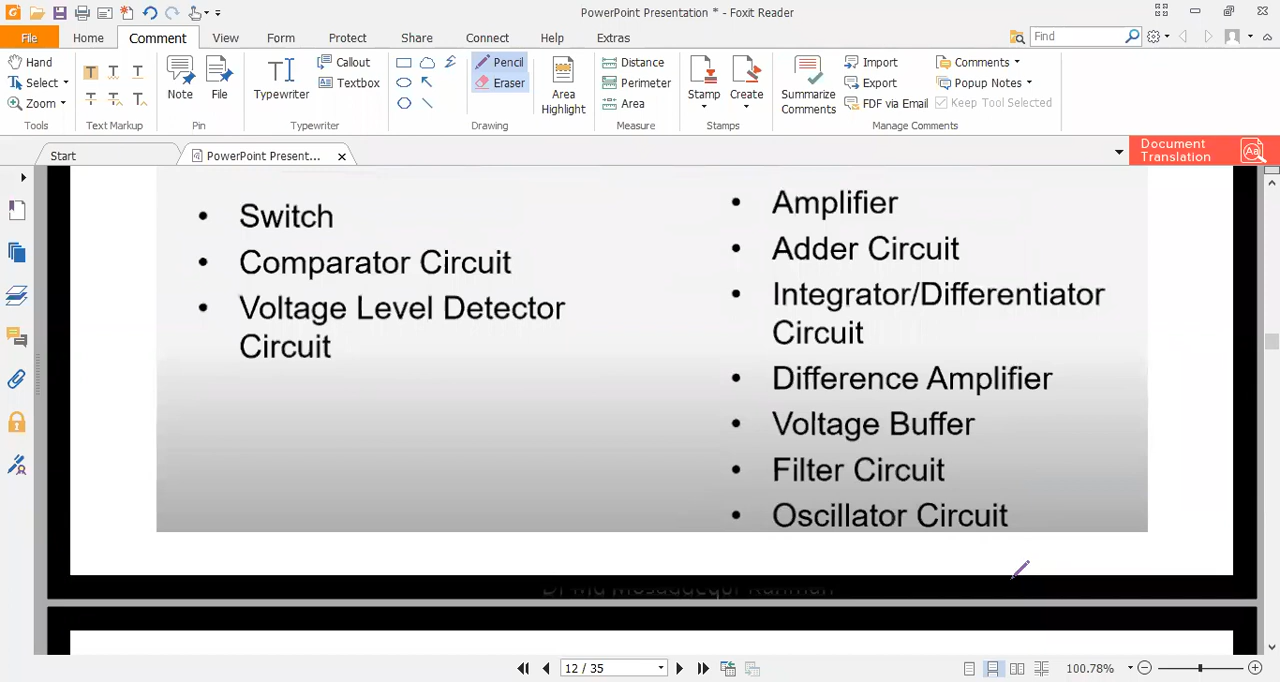 PowerPoint Presentation * - Foxit Reader
File Home Comment View Form Protect Share Connect Help Extras
Find
Hand
Select
Zoom
Tools
Text Markup
Note
File
Pin
Typewriter
Callout
Textbox
Typewriter
Pencil
Eraser
Drawing
Area
Highlight
Distance
Perimeter
Area
Measure
Stamp
Create
Stamps
Summarize
Comments
Import
Export
FDF via Email
Comments
Popup Notes
Keep Tool Selected
Manage Comments
Start
PowerPoint Present...
Document
Translation
• Switch
• Comparator Circuit
• Voltage Level Detector
Circuit
• Amplifier
• Adder Circuit
• Integrator/Differentiator
Circuit
• Difference Amplifier
• Voltage Buffer
• Filter Circuit
• Oscillator Circuit
12 / 35
100.78%